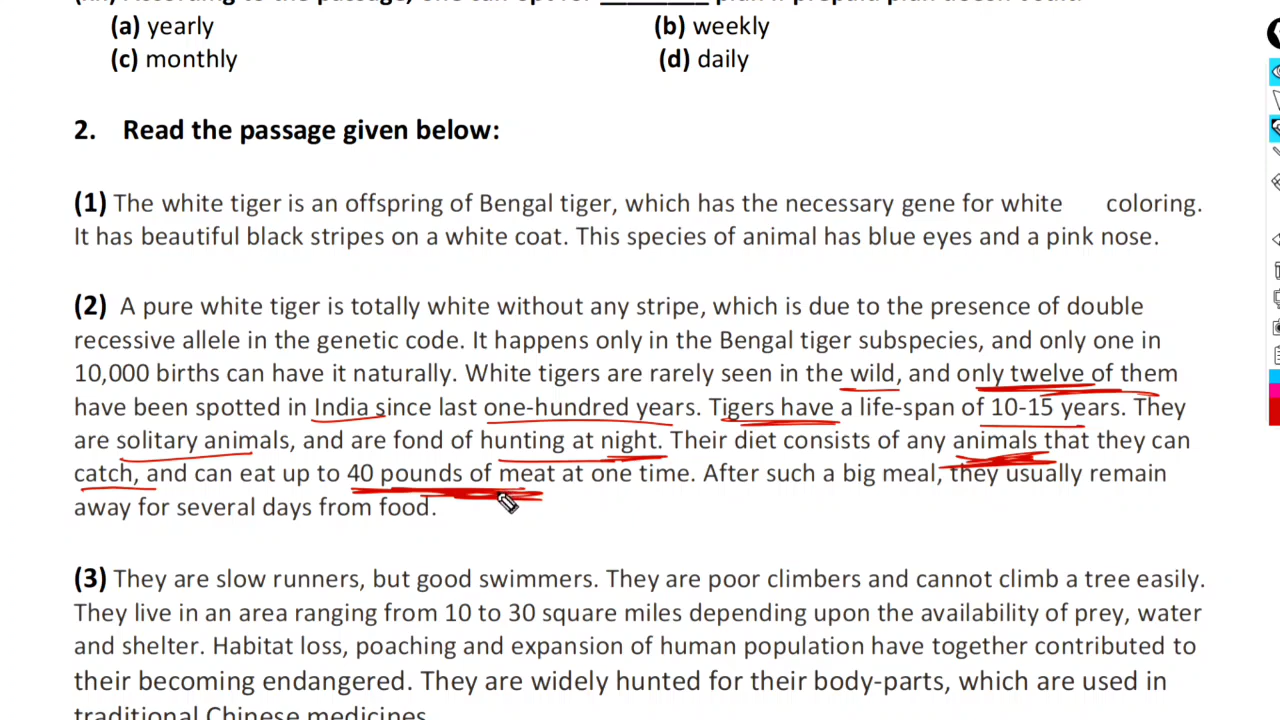 (a) yearly (b) weekly
(c) monthly (d) daily
2. Read the passage given below:
(1) The white tiger is an offspring of Bengal tiger, which has the necessary gene for white coloring.
It has beautiful black stripes on a white coat. This species of animal has blue eyes and a pink nose.
(2) A pure white tiger is totally white without any stripe, which is due to the presence of double
recessive allele in the genetic code. It happens only in the Bengal tiger subspecies, and only one in
10,000 births can have it naturally. White tigers are rarely seen in the wild, and only twelve of them
have been spotted in India since last one-hundred years. Tigers have a life-span of 10-15 years. They
are solitary animals, and are fond of hunting at night. Their diet consists of any animals that they can
catch, and can eat up to 40 pounds of meat at one time. After such a big meal, they usually remain
away for several days from food.
(3) They are slow runners, but good swimmers. They are poor climbers and cannot climb a tree easily.
They live in an area ranging from 10 to 30 square miles depending upon the availability of prey, water
and shelter. Habitat loss, poaching and expansion of human population have together contributed to
their becoming endangered. They are widely hunted for their body-parts, which are used in
traditional Chinese medicines.